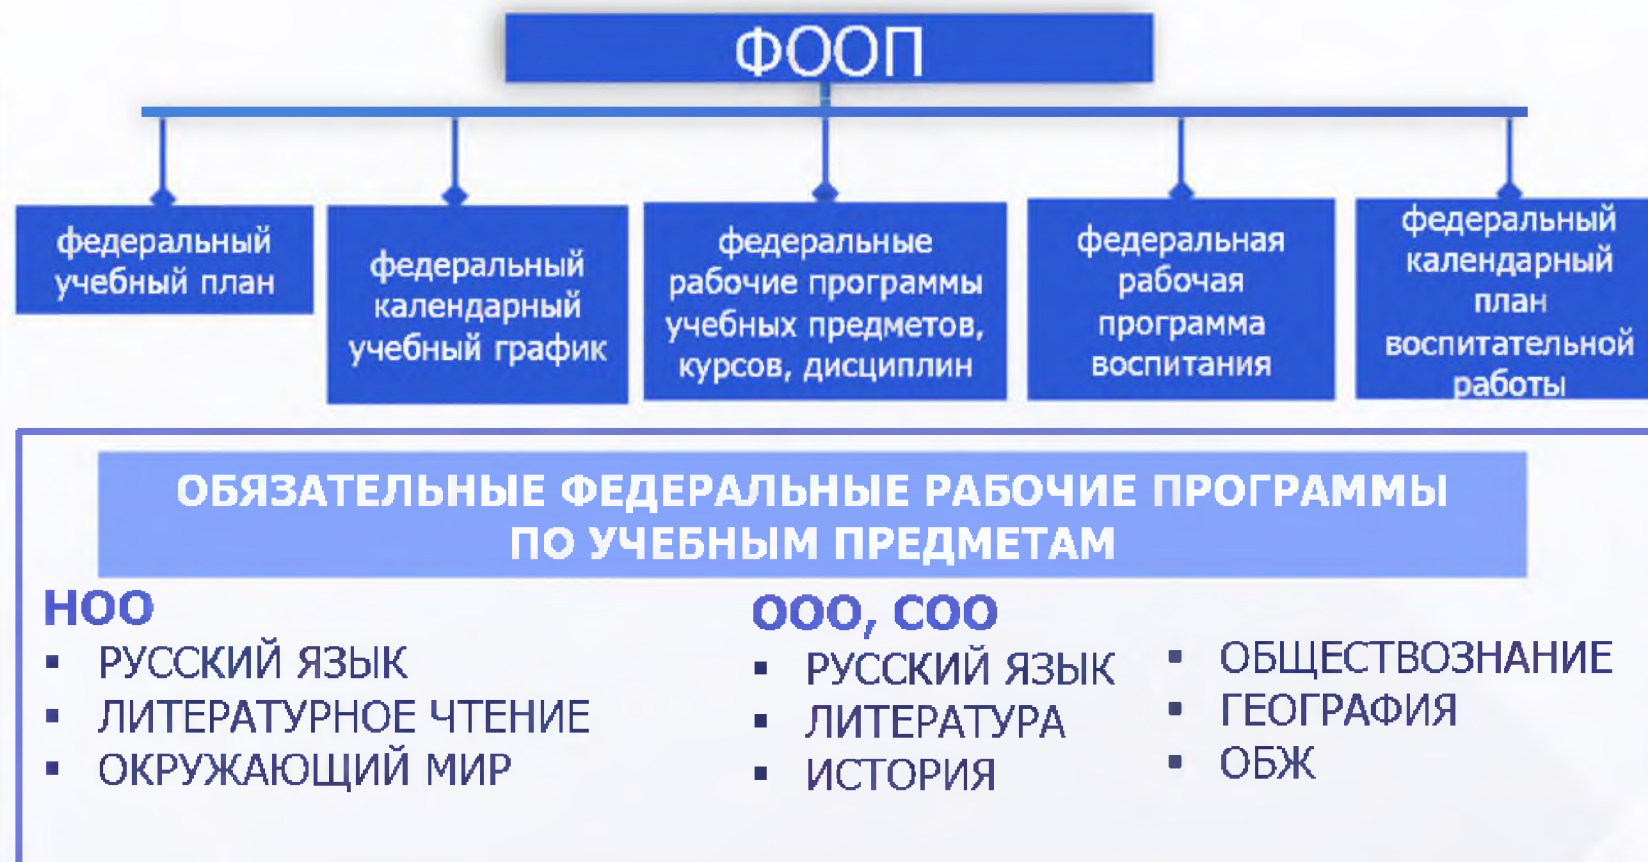 ФООП
федеральный
учебный план
федеральный
календарный
учебный график
федеральные
рабочие программы
учебных предметов,
курсов, дисциплин
федеральная
рабочая
программа
воспитания
федеральный
календарный
план
воспитательной
работы
ОБЯЗАТЕЛЬНЫЕ ФЕДЕРАЛЬНЫЕ РАБОЧИЕ ПРОГРАММЫ
ПО УЧЕБНЫМ ПРЕДМЕТАМ
НОО
▪ РУССКИЙ ЯЗЫК
▪ ЛИТЕРАТУРНОЕ ЧТЕНИЕ
▪ ОКРУЖАЮЩИЙ МИР
ООО, СОО
▪ РУССКИЙ ЯЗЫК
▪ ЛИТЕРАТУРА
▪ ИСТОРИЯ
▪ ОБЩЕСТВОЗНАНИЕ
▪ ГЕОГРАФИЯ
▪ ОБЖ